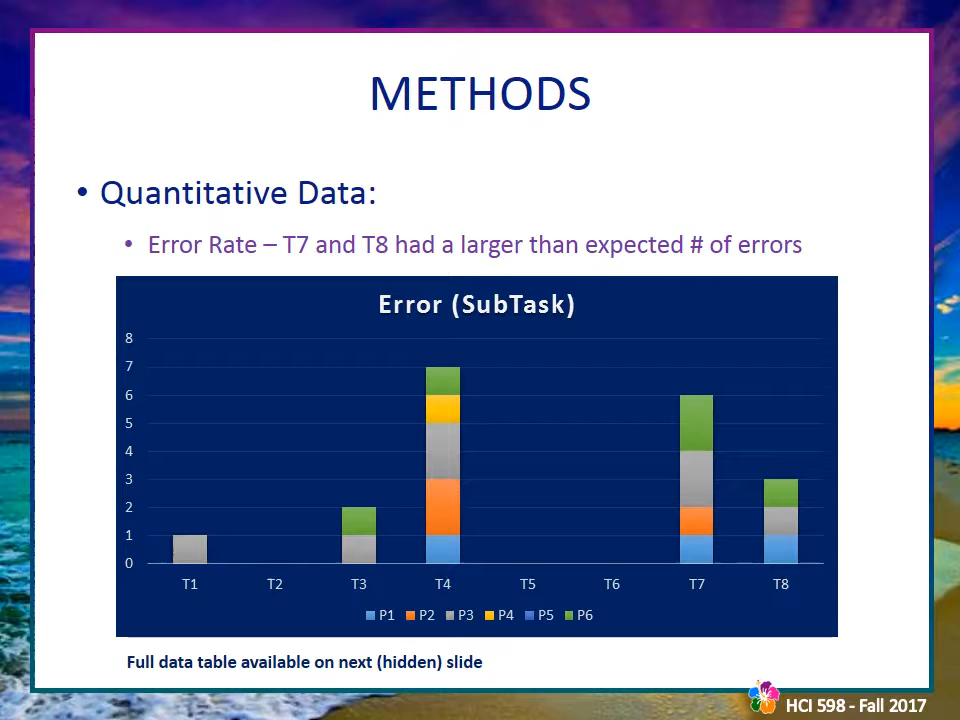 METHODS
• Quantitative Data:
• Error Rate – T7 and T8 had a larger than expected # of errors
Error (SubTask)
8
7
6
5
4
3
2
1
0
T1 T2 T3 T4 T5 T6 T7 T8
P1 P2 P3 P4 P5 P6
Full data table available on next (hidden) slide
HCI 598 - Fall 2017